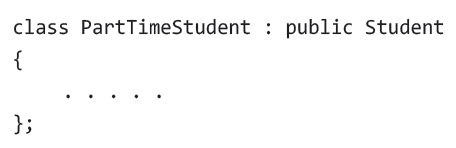 class PartTimeStudent : public Student
{
. . . . .
};